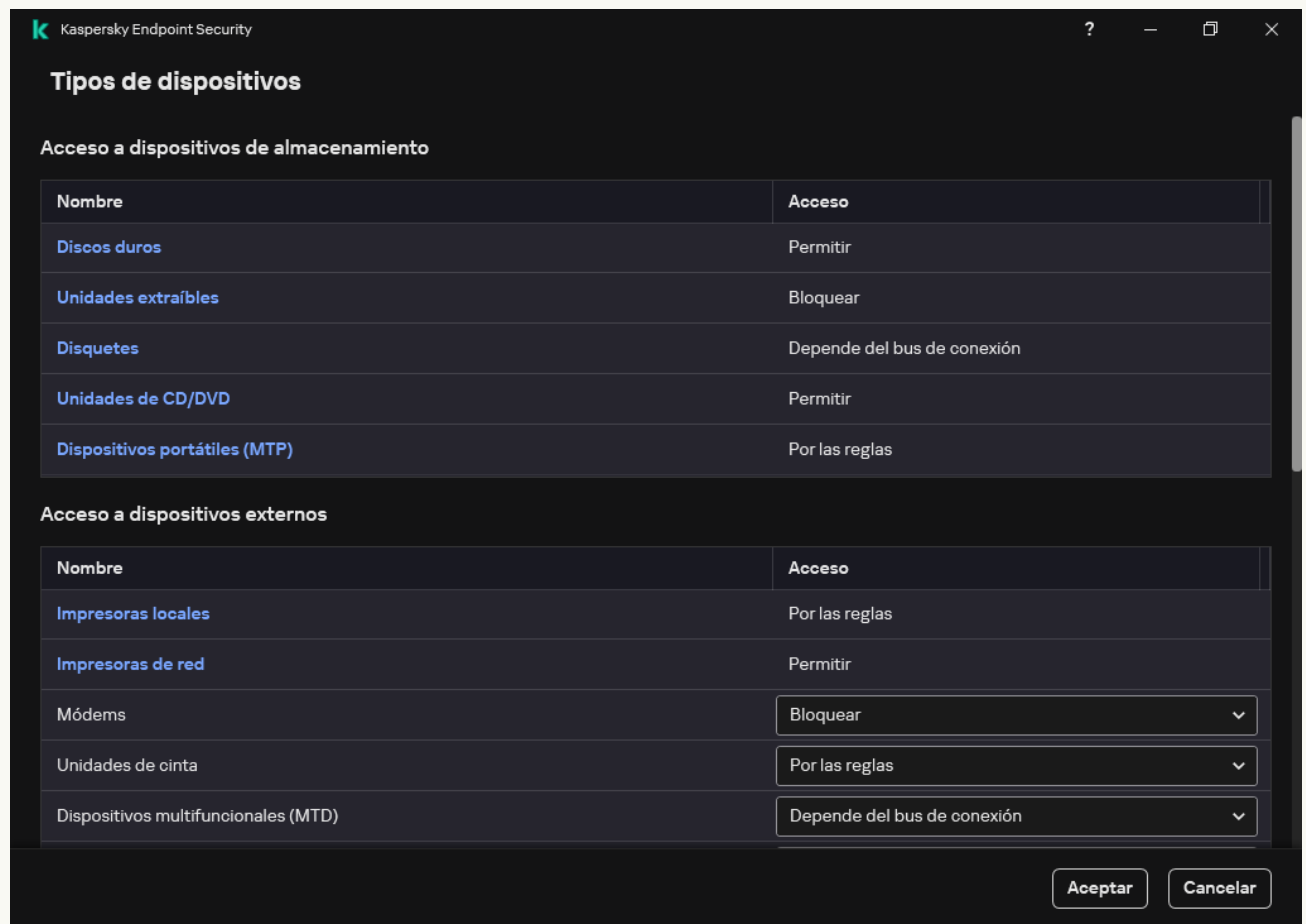 Kaspersky Endpoint Security
Tipos de dispositivos
Acceso a dispositivos de almacenamiento
Nombre Acceso
Discos duros Permitir
Unidades extraíbles Bloquear
Disquetes Depende del bus de conexión
Unidades de CD/DVD Permitir
Dispositivos portátiles (MTP) Por las reglas
Acceso a dispositivos externos
Nombre Acceso
Impresoras locales Por las reglas
Impresoras de red Permitir
Módems Bloquear
Unidades de cinta Por las reglas
Dispositivos multifuncionales (MTD) Depende del bus de conexión
Aceptar Cancelar